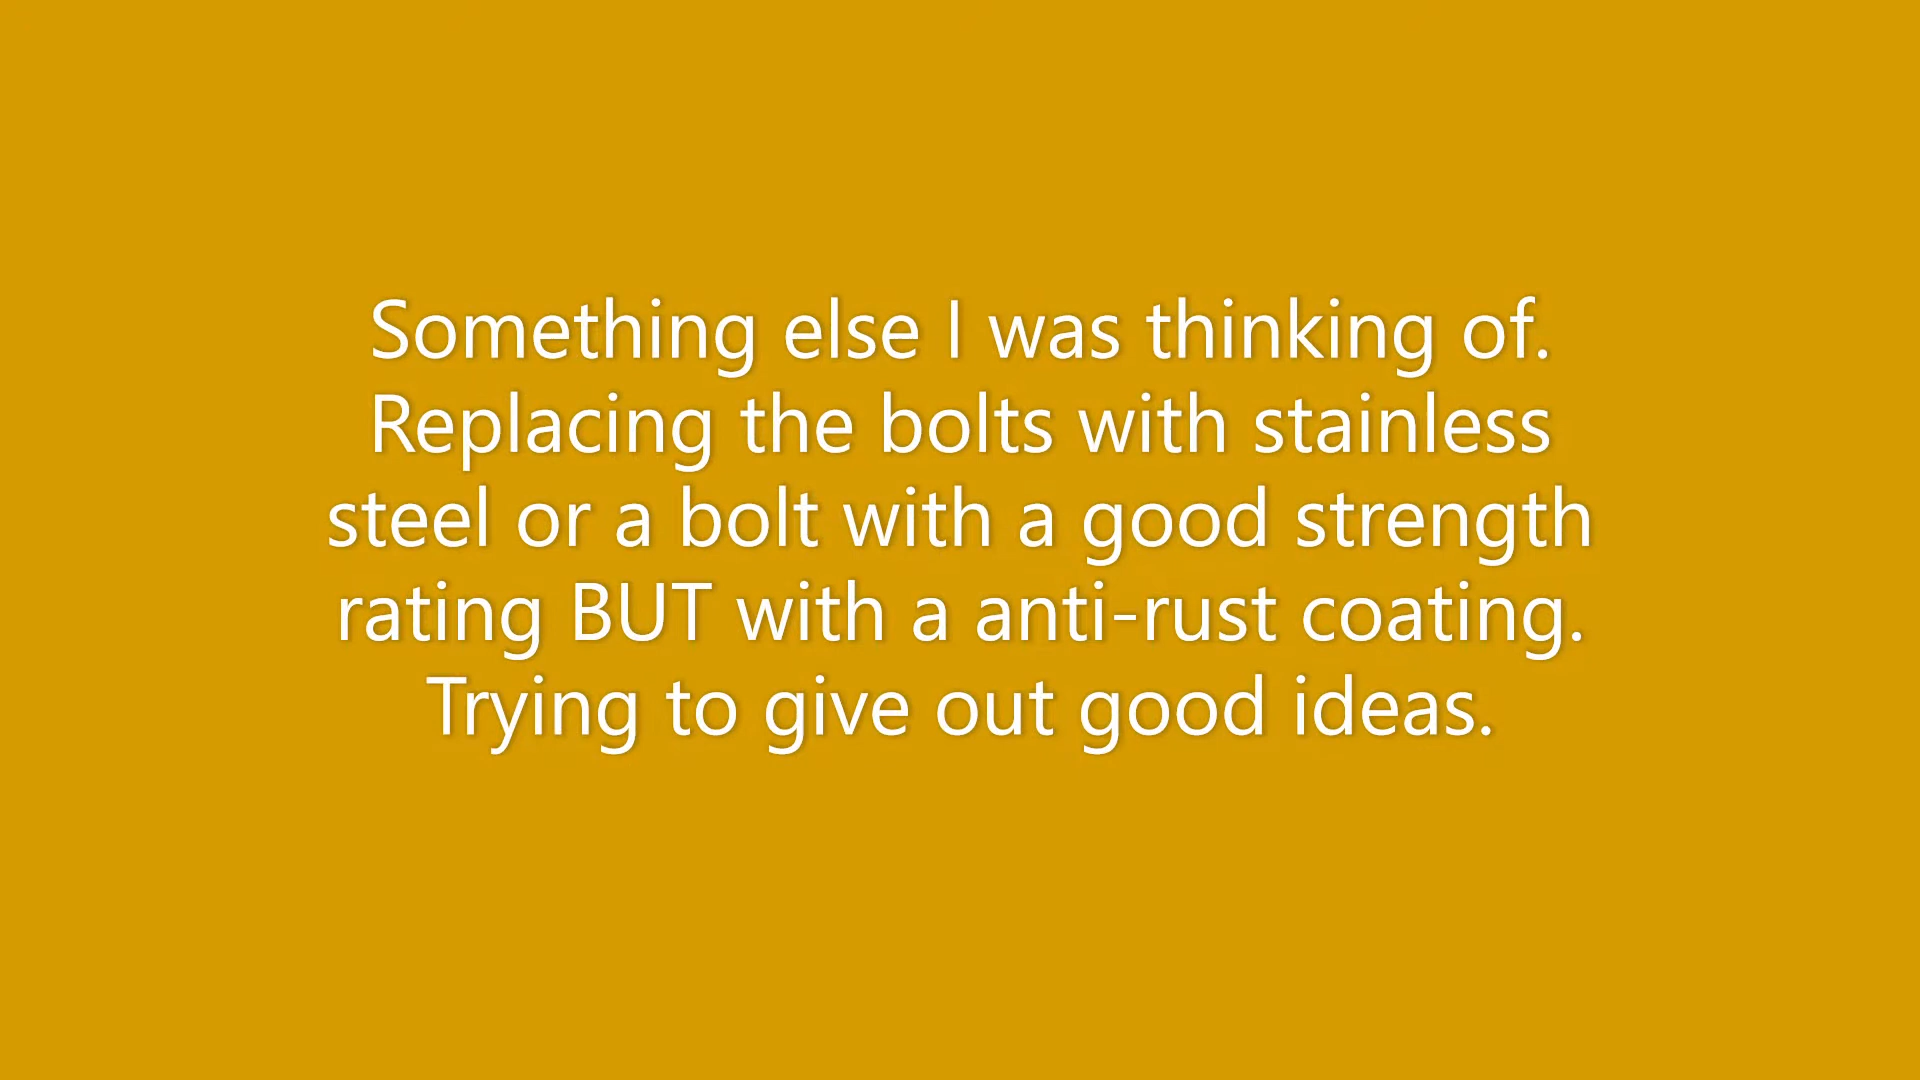 Something else I was thinking of.
Replacing the bolts with stainless
steel or a bolt with a good strength
rating BUT with a anti-rust coating.
Trying to give out good ideas.